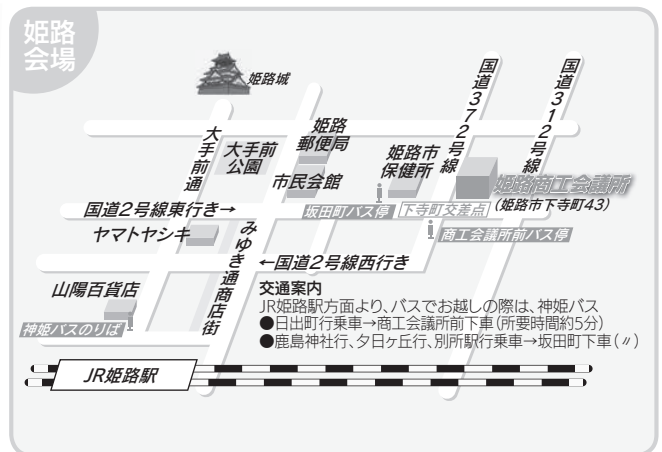 姫路
会場
姫路城
国道372号線
国道312号線
大手前通
大手前
公園
姫路
郵便局
市民会館
姫路市
保健所
姫路商工会議所
(姫路市下寺町43)
国道2号線東行き→
坂田町バス停
下寺町交差点
商工会議所前バス停
ヤマトヤシキ
みゆき通商店街
←国道2号線西行き
山陽百貨店
神姫バスのりば
交通案内
JR姫路駅方面より、バスでお越しの際は、神姫バス
●日出町行乗車→商工会議所前下車(所要時間約5分)
●鹿島神社行、夕日ヶ丘行、別所駅行乗車→坂田町下車(〃)
JR姫路駅